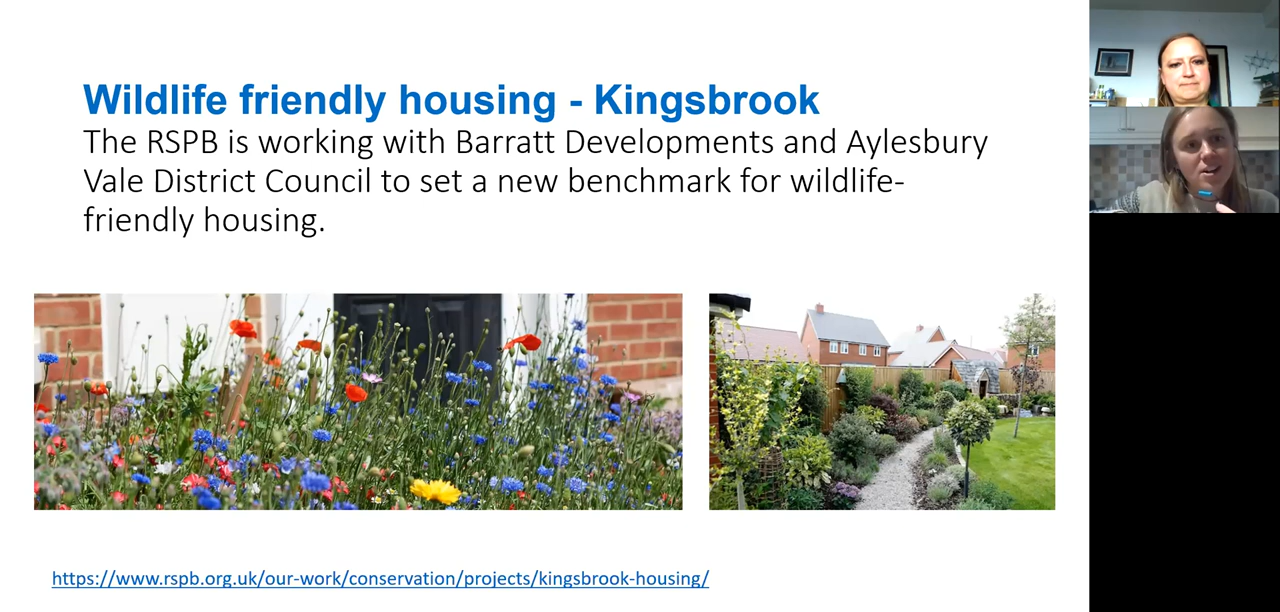 Wildlife friendly housing - Kingsbrook
The RSPB is working with Barratt Developments and Aylesbury
Vale District Council to set a new benchmark for wildlife-
friendly housing.
https://www.rspb.org.uk/our-work/conservation/projects/kingsbrook-housing/